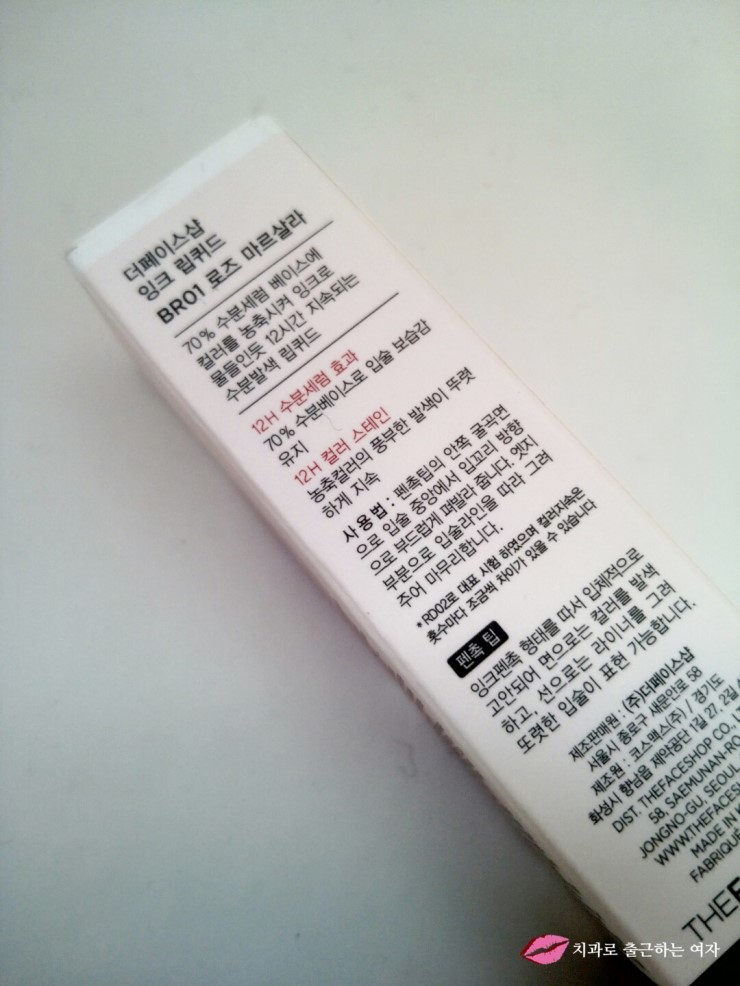 더페이스샵
잉크 립퀴드
BR01 로즈 마르살라
70% 수분세럼 베이스에
컬러를 농축시켜 잉크로
물들인듯 12시간 지속되는
수분발색 립퀴드
12H 수분세럼 효과
70% 수분베이스로 입술 보습감
유지
12H 컬러 스테인
농축컬러의 풍부한 발색이 뚜렷
하게 지속
사용법 : 펜촉팁의 안쪽 굴곡면
으로 입술 중앙에서 입꼬리 방향
으로 부드럽게 펴발라 줍니다. 엣지
부분으로 입술라인을 따라 그려
주어 마무리합니다.
* RD02로 대표 시험 하였으며 컬러지속은
홋수마다 조금씩 차이가 있을 수 있습니다
펜촉 팁
잉크펜촉 형태를 따서 입체적으로
고안되어 면으로는 컬러를 발색
하고, 선으로는 라이너를 그려
또렷한 입술이 표현 가능합니다.
제조판매원 : (주)더페이스샵
서울시 종로구 새문안로 58
제조원 : 코스맥스(주) / 경기도
화성시 향남읍 제약공단 1길 27, 2길
DIST. THEFACESHOP CO.,
58, SAEMUNAN-RO
JONGNO-GU, SEOUL
WWW.THEFACES
MADE IN
FABRIQUÉ
THE
치과로 출근하는 여자